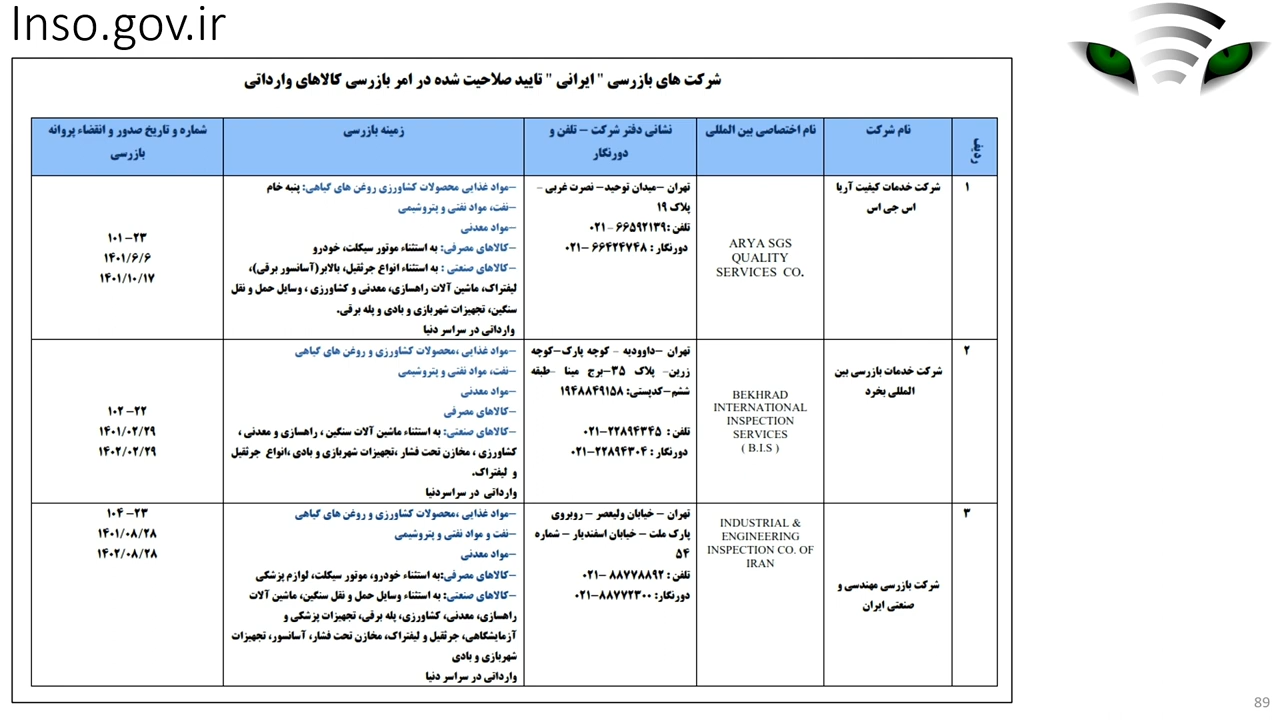 Inso.gov.ir
شرکت های بازرسی " ایرانی " تایید صلاحیت شده در امر بازرسی کالاهای وارداتی
ردیف
نام شرکت
نام اختصاصی بین المللی
نشانی دفتر شرکت – تلفن و
دورنگار
زمینه بازرسی
شماره و تاریخ صدور و انقضاء پروانه
بازرسی
۱
شرکت خدمات کیفیت آریا
اس جی اس
ARYA SGS
QUALITY
SERVICES CO.
تهران –میدان توحید– نصرت غربی –
پلاک ۱۹
تلفن :۶۶۵۹۲۱۳۹ – ۰۲۱
دورنگار : ۶۶۴۲۴۷۴۸ –۰۲۱
–مواد غذایی محصولات کشاورزی روغن های گیاهی: پنبه خام
–نفت، مواد نفتی و پتروشیمی
–مواد معدنی
–کالاهای مصرفی: به استثناء موتور سیکلت، خودرو
–کالاهای صنعتی : به استثناء انواع جرثقیل، بالابر(آسانسور برقی)،
لیفتراک، ماشین آلات راهسازی، معدنی و کشاورزی ، وسایل حمل و نقل
سنگین، تجهیزات شهربازی و بادی و پله برقی.
وارداتی در سراسر دنیا
۲۳– ۱۰۱
۱۴۰۱/۶/۶
۱۴۰۱/۱۰/۱۷
۲
شرکت خدمات بازرسی بین
المللی بخرد
BEKHRAD
INTERNATIONAL
INSPECTION
SERVICES
( B.I.S )
تهران –داوودیه – کوچه پارک–کوچه
زرین– پلاک ۳۵–برج مینا –طبقه
ششم–کدپستی: ۱۹۴۸۸۴۹۱۵۸
تلفن : ۲۲۸۹۴۳۴۵–۰۲۱
دورنگار : ۲۲۸۹۴۳۰۴–۰۲۱
–مواد غذایی ،محصولات کشاورزی و روغن های گیاهی
–نفت، مواد نفتی و پتروشیمی
–مواد معدنی
–کالاهای مصرفی
–کالاهای صنعتی: به استثناء ماشین آلات سنگین ، راهسازی و معدنی ،
کشاورزی ، مخازن تحت فشار ،تجهیزات شهربازی و بادی ،انواع جرثقیل
و لیفتراک.
وارداتی در سراسردنیا
۲۲– ۱۰۲
۱۴۰۱/۰۲/۲۹
۱۴۰۲/۰۲/۲۹
۳
شرکت بازرسی مهندسی و
صنعتی ایران
INDUSTRIAL &
ENGINEERING
INSPECTION CO. OF
IRAN
تهران – خیابان ولیعصر – روبروی
پارک ملت – خیابان اسفندیار – شماره
۵۴
تلفن : ۸۸۷۷۸۸۹۲ –۰۲۱
دورنگار: ۸۸۷۷۲۳۰۰–۰۲۱
–مواد غذایی ،محصولات کشاورزی و روغن های گیاهی
–نفت و مواد نفتی و پتروشیمی
–مواد معدنی
–کالاهای مصرفی:به استثناء خودرو، موتور سیکلت، لوازم پزشکی
–کالاهای صنعتی: به استثناء وسایل حمل و نقل سنگین، ماشین آلات
راهسازی، معدنی، کشاورزی، پله برقی، تجهیزات پزشکی و
آزمایشگاهی، جرثقیل و لیفتراک، مخازن تحت فشار، آسانسور، تجهیزات
شهربازی و بادی
وارداتی در سراسر دنیا
۲۳– ۱۰۴
۱۴۰۱/۰۸/۲۸
۱۴۰۲/۰۸/۲۸
89